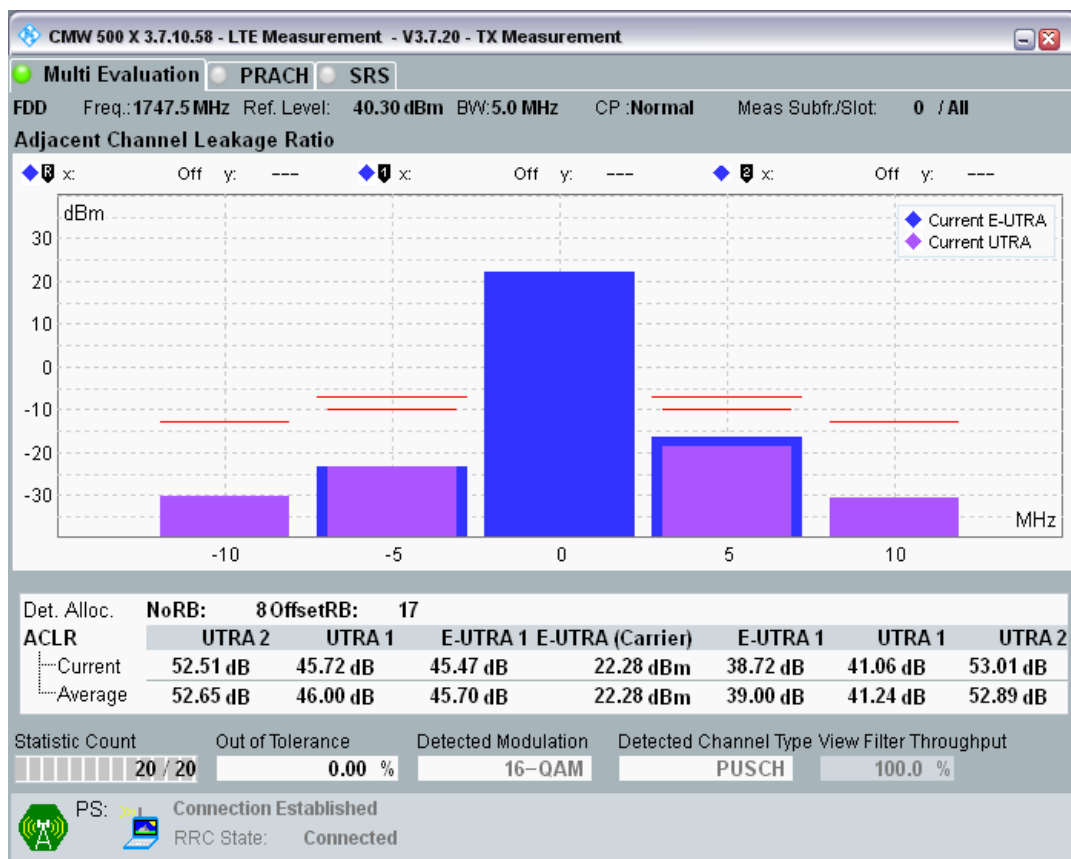 CMW 500 X 3.7.10.58 - LTE Measurement - V3.7.20 - TX Measurement
Multi Evaluation PRACH SRS
FDD Freq.: 1747.5 MHz Ref. Level: 40.30 dBm BW: 5.0 MHz CP : Normal Meas Subfr./Slot: 0 / All
Adjacent Channel Leakage Ratio
R x: Off y: --- 1 x: Off y: --- 2 x: Off y: ---
dBm
Current E-UTRA
Current UTRA
30
20
10
0
-10
-20
-30
MHz
-10 -5 0 5 10
Det. Alloc. NoRB: 8 OffsetRB: 17
ACLR UTRA 2 UTRA 1 E-UTRA 1 E-UTRA (Carrier) E-UTRA 1 UTRA 1 UTRA 2
Current 52.51 dB 45.72 dB 45.47 dB 22.28 dBm 38.72 dB 41.06 dB 53.01 dB
Average 52.65 dB 46.00 dB 45.70 dB 22.28 dBm 39.00 dB 41.24 dB 52.89 dB
Statistic Count Out of Tolerance Detected Modulation Detected Channel Type View Filter Throughput
20 / 20 0.00 % 16-QAM PUSCH 100.0 %
PS: Connection Established
RRC State: Connected